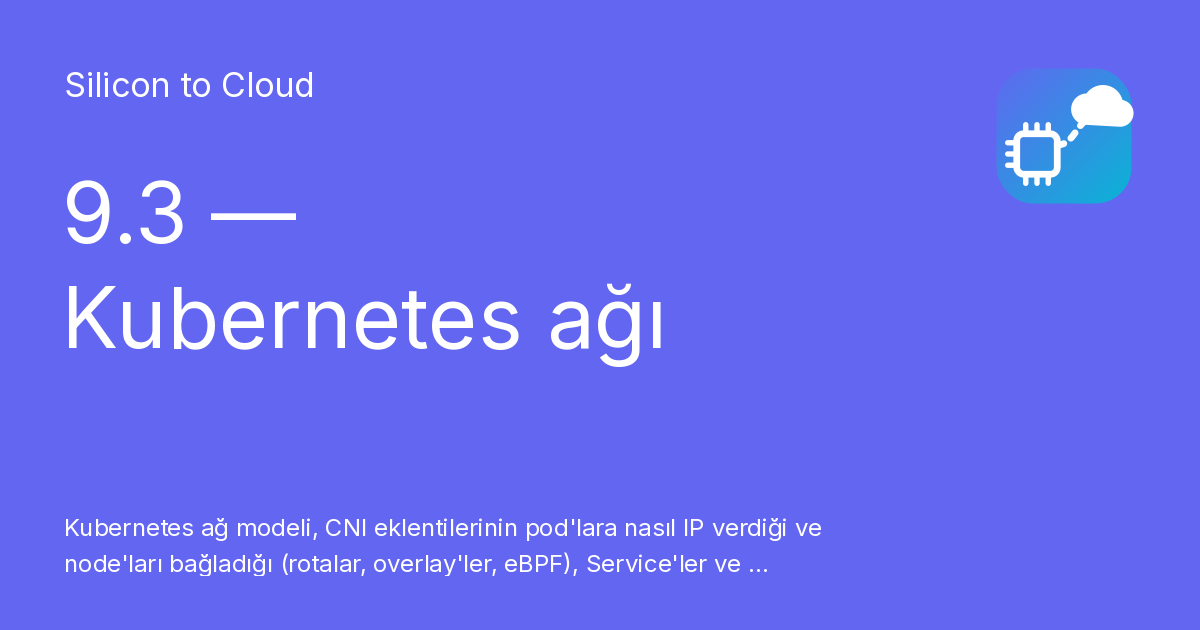 Silicon to Cloud
9.3 —
Kubernetes ağı
Kubernetes ağ modeli, CNI eklentilerinin pod'lara nasıl IP verdiği ve
node'ları bağladığı (rotalar, overlay'ler, eBPF), Service'ler ve ...